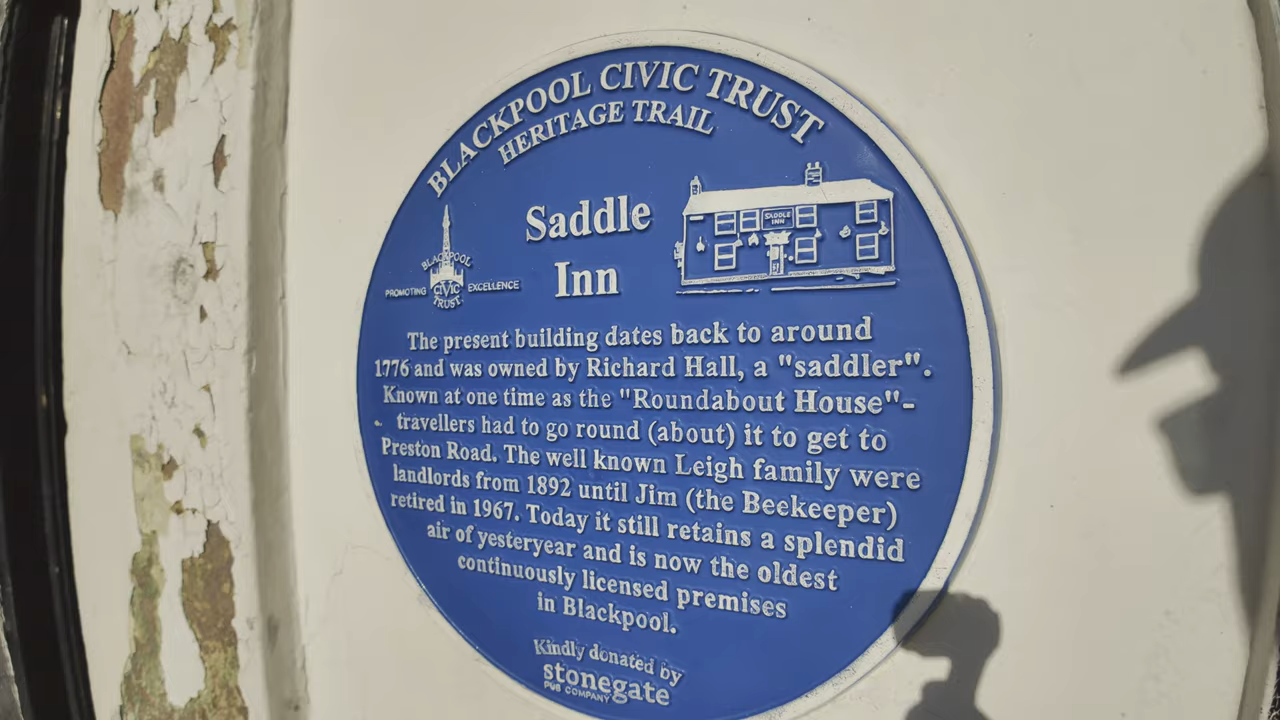 BLACKPOOL CIVIC TRUST
HERITAGE TRAIL
Saddle
Inn
SADDLE
INN
BLACKPOOL
PROMOTING CIVIC EXCELLENCE
TRUST
The present building dates back to around
1776 and was owned by Richard Hall, a "saddler".
Known at one time as the "Roundabout House"-
travellers had to go round (about) it to get to
Preston Road. The well known Leigh family were
landlords from 1892 until Jim (the Beekeeper)
retired in 1967. Today it still retains a splendid
air of yesteryear and is now the oldest
continuously licensed premises
in Blackpool.
Kindly donated by
stonegate
PUB COMPANY